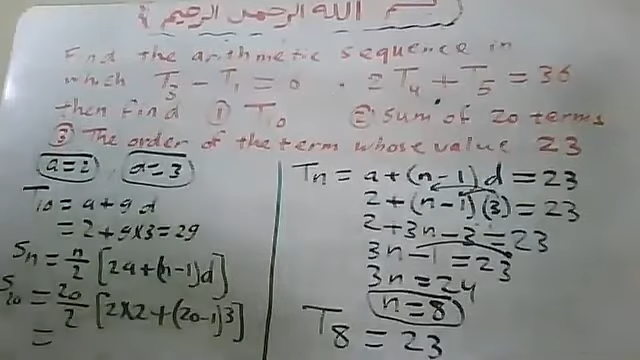 بسم الله الرحمن الرحيم
Find the arithmetic sequence in
which T3 - T1 = 0 . 2T4 + T5 = 36
then find ① T10 ② Sum of 20 terms
③ The order of the term whose value 23
a=2 d=3
T10 = a+9d
= 2+9×3=29
Sn = n/2 [2a+(n-1)d]
S20 = 20/2 [2×2+(20-1)3]
=
Tn = a+(n-1)d = 23
2+(n-1)(3) = 23
2+3n-3=23
3n-1=23
3n=24
n=8
T8 = 23